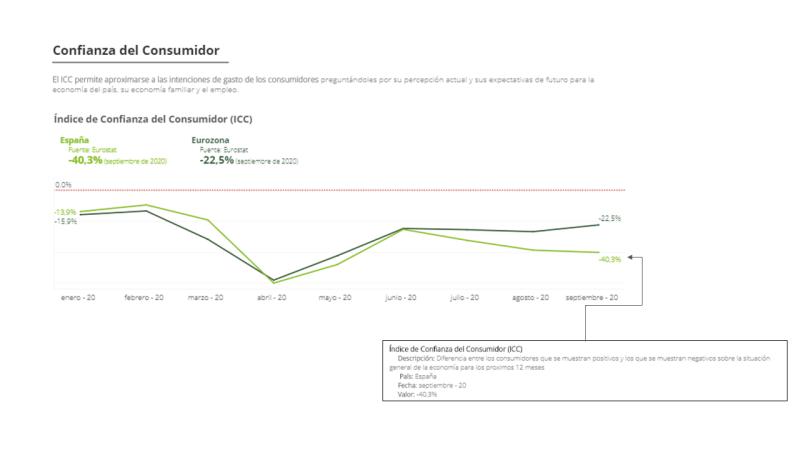 Confianza del Consumidor
El ICC permite aproximarse a las intenciones de gasto de los consumidores preguntándoles por su percepción actual y sus expectativas de futuro para la
economía del país, su economía familiar y el empleo.
Índice de Confianza del Consumidor (ICC)
España
Fuente: Eurostat
-40,3% (septiembre de 2020)
Eurozona
Fuente: Eurostat
-22,5% (septiembre de 2020)
0.0%
-13,9%
-15,9%
-22,5%
-40,3%
enero - 20 febrero - 20 marzo - 20 abril - 20 mayo - 20 junio - 20 julio - 20 agosto - 20 septiembre - 20
Índice de Confianza del Consumidor (ICC)
Descripción: Diferencia entre los consumidores que se muestran positivos y los que se muestran negativos sobre la situación
general de la economía para los proximos 12 meses
País: España
Fecha: septiembre - 20
Valor: -40,3%